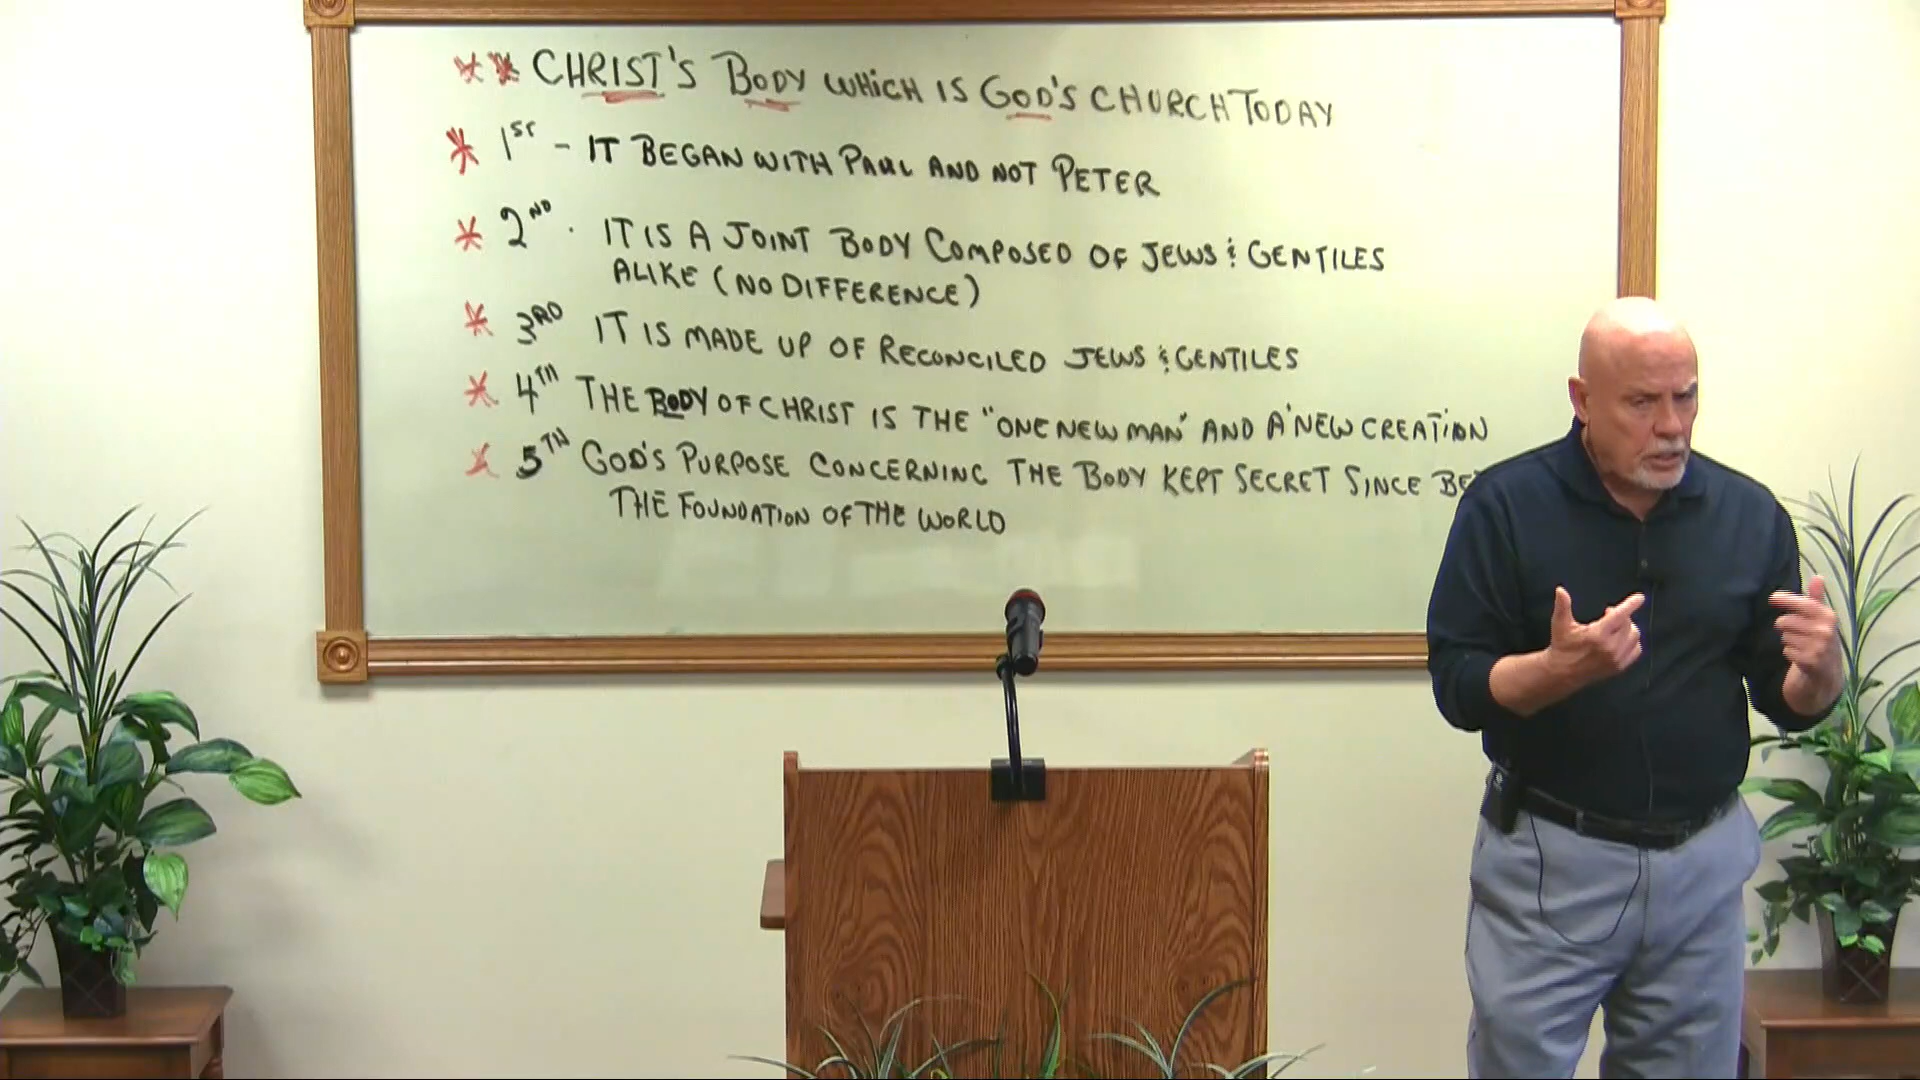 ** CHRIST'S BODY WHICH IS GOD'S CHURCH TODAY
* 1ST - IT BEGAN WITH PAUL AND NOT PETER
* 2ND. IT IS A JOINT BODY COMPOSED OF JEWS & GENTILES
ALIKE (NO DIFFERENCE)
* 3RD IT IS MADE UP OF RECONCILED JEWS & GENTILES
* 4TH THE BODY OF CHRIST IS THE "ONE NEW MAN" AND A'NEW CREATION
* 5TH GOD'S PURPOSE CONCERNING THE BODY KEPT SECRET SINCE
THE FOUNDATION OF THE WORLD